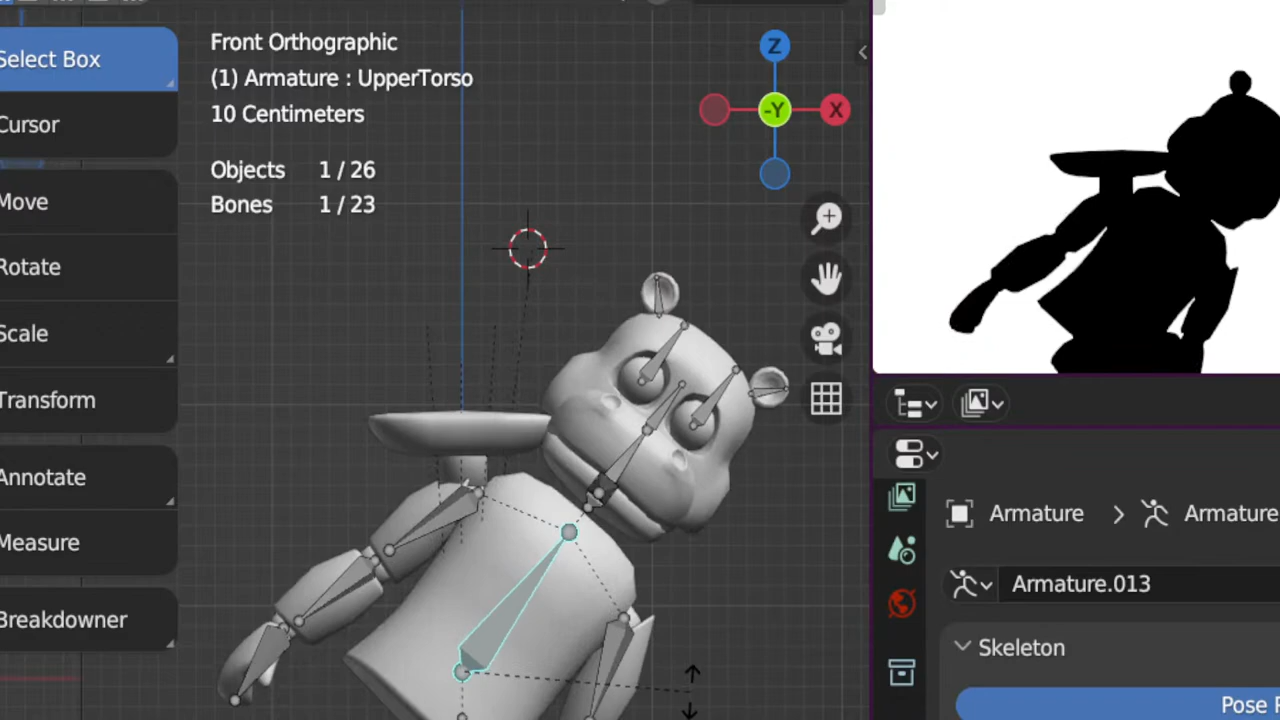 Select Box
Cursor
Move
Rotate
Scale
Transform
Annotate
Measure
Breakdowner
Front Orthographic
(1) Armature : UpperTorso
10 Centimeters
Objects 1 / 26
Bones 1 / 23
Z
-Y
X
Armature > Armature
Armature.013
Skeleton
Pose